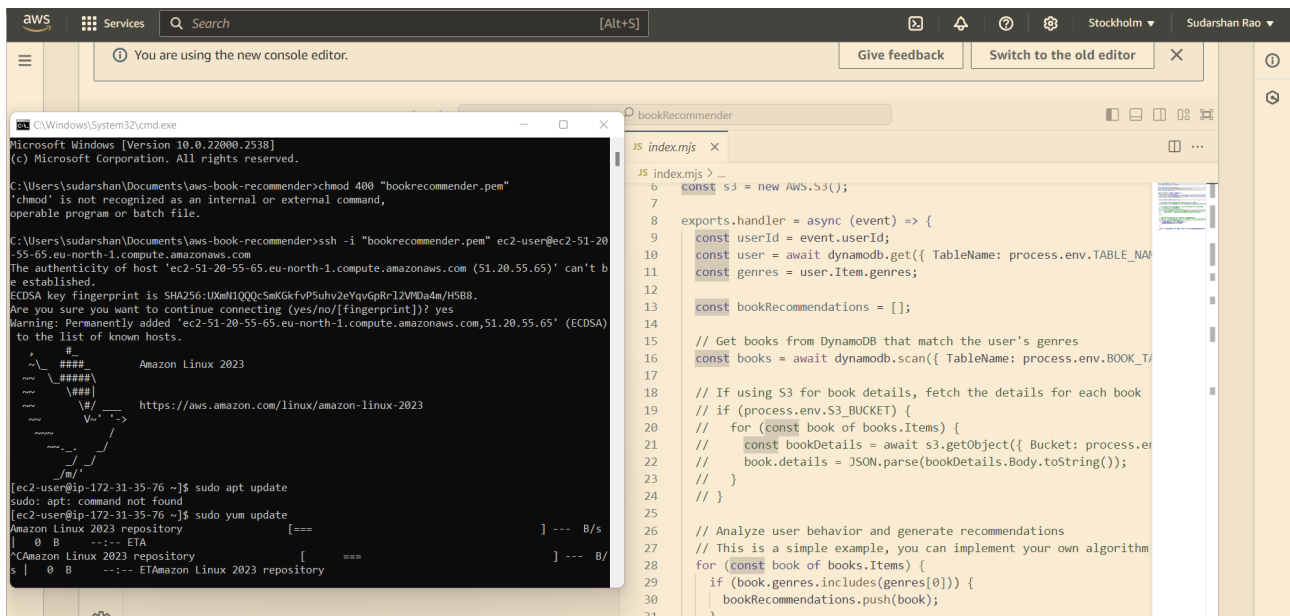 aws
Services
Search
[Alt+S]
Stockholm
Sudarshan Rao
You are using the new console editor.
Give feedback
Switch to the old editor
bookRecommender
C:\Windows\System32\cmd.exe
Microsoft Windows [Version 10.0.22000.2538]
(c) Microsoft Corporation. All rights reserved.
C:\Users\sudarshan\Documents\aws-book-recommender>chmod 400 "bookrecommender.pem"
'chmod' is not recognized as an internal or external command,
operable program or batch file.
C:\Users\sudarshan\Documents\aws-book-recommender>ssh -i "bookrecommender.pem" ec2-user@ec2-51-20
-55-65.eu-north-1.compute.amazonaws.com
The authenticity of host 'ec2-51-20-55-65.eu-north-1.compute.amazonaws.com (51.20.55.65)' can't b
e established.
ECDSA key fingerprint is SHA256:UXmN1QQQcSmKGkfvP5uhv2eYqvGpRrl2VMDa4m/H5B8.
Are you sure you want to continue connecting (yes/no/[fingerprint])? yes
Warning: Permanently added 'ec2-51-20-55-65.eu-north-1.compute.amazonaws.com,51.20.55.65' (ECDSA)
to the list of known hosts.
   ,     #_
   ~\_  ####_        Amazon Linux 2023
  ~~  \_#####\
  ~~     \###|
  ~~       \#/ ___   https://aws.amazon.com/linux/amazon-linux-2023
   ~~       V~' '->
    ~~~         /
      ~~._.   _/
         _/ _/
       _/m/'
[ec2-user@ip-172-31-35-76 ~]$ sudo apt update
sudo: apt: command not found
[ec2-user@ip-172-31-35-76 ~]$ sudo yum update
Amazon Linux 2023 repository                [===                              ] ---  B/s
|   0  B     --:-- ETA
^CAmazon Linux 2023 repository                [     ===                         ] ---  B/
s |   0  B     --:-- ETAmazon Linux 2023 repository
JS index.mjs
JS index.mjs > ...
6 const s3 = new AWS.S3();
7
8 exports.handler = async (event) => {
9 const userId = event.userId;
10 const user = await dynamodb.get({ TableName: process.env.TABLE_NAM
11 const genres = user.Item.genres;
12
13 const bookRecommendations = [];
14
15 // Get books from DynamoDB that match the user's genres
16 const books = await dynamodb.scan({ TableName: process.env.BOOK_TA
17
18 // If using S3 for book details, fetch the details for each book
19 // if (process.env.S3_BUCKET) {
20 //   for (const book of books.Items) {
21 //     const bookDetails = await s3.getObject({ Bucket: process.en
22 //     book.details = JSON.parse(bookDetails.Body.toString());
23 //   }
24 // }
25
26 // Analyze user behavior and generate recommendations
27 // This is a simple example, you can implement your own algorithm
28 for (const book of books.Items) {
29 if (book.genres.includes(genres[0])) {
30 bookRecommendations.push(book);
31 }